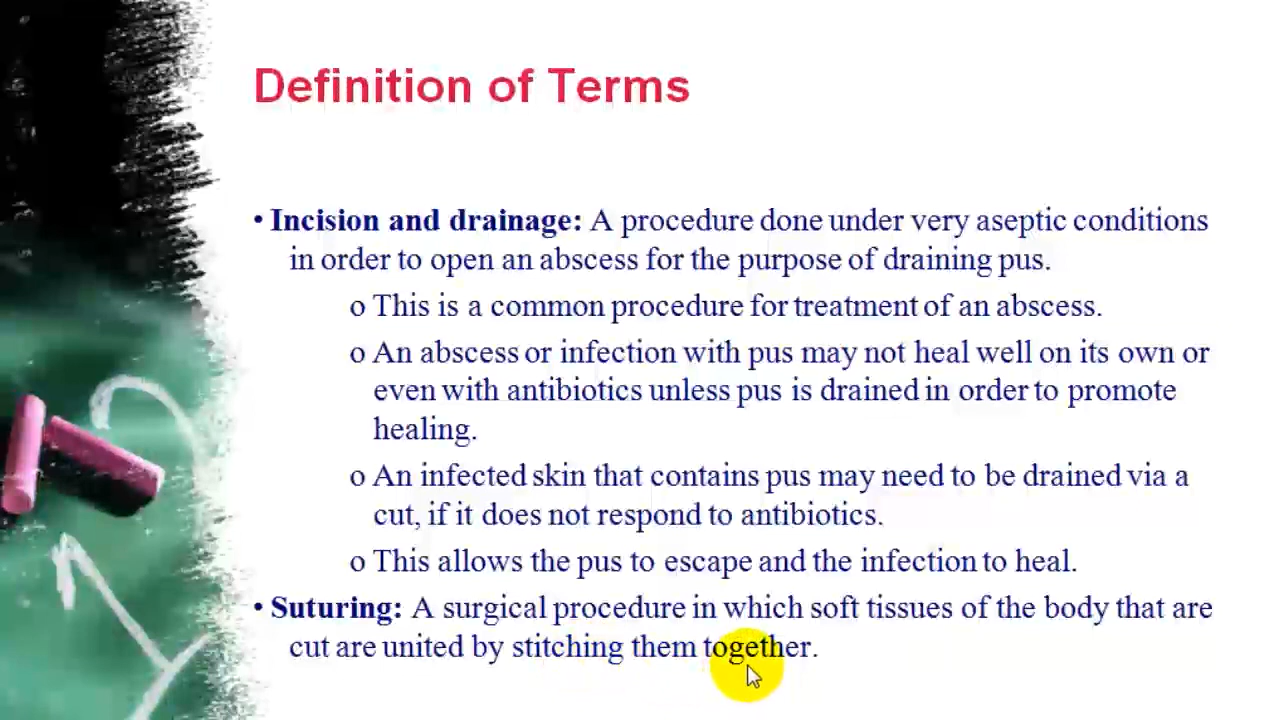 Definition of Terms
• Incision and drainage: A procedure done under very aseptic conditions
in order to open an abscess for the purpose of draining pus.
o This is a common procedure for treatment of an abscess.
o An abscess or infection with pus may not heal well on its own or
even with antibiotics unless pus is drained in order to promote
healing.
o An infected skin that contains pus may need to be drained via a
cut, if it does not respond to antibiotics.
o This allows the pus to escape and the infection to heal.
• Suturing: A surgical procedure in which soft tissues of the body that are
cut are united by stitching them together.